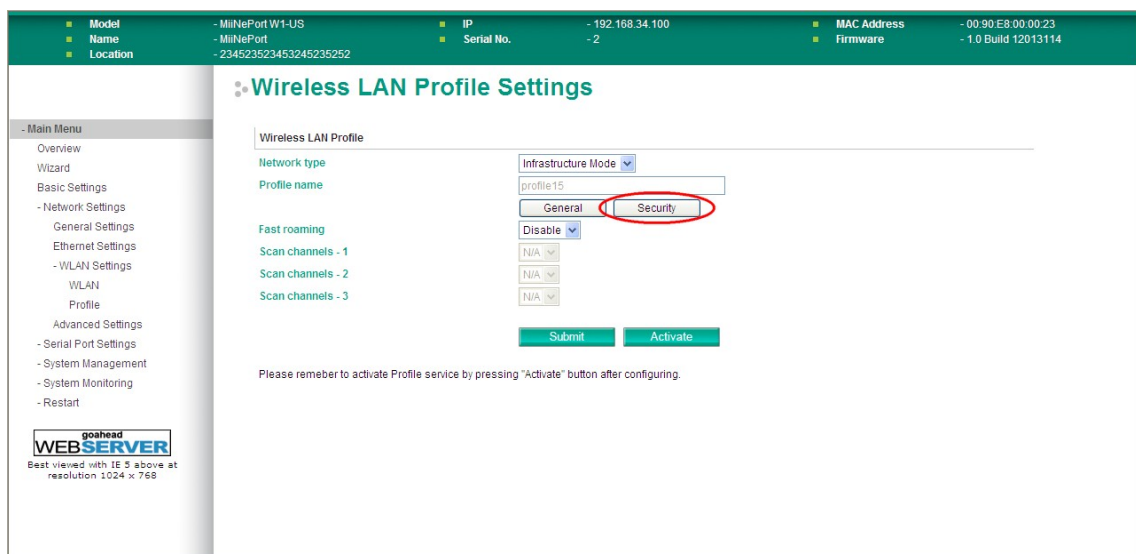 Model - MiiNePort W1-US IP - 192.168.34.100 MAC Address - 00:90:E8:00:00:23
Name - MiiNePort Serial No. - 2 Firmware - 1.0 Build 12013114
Location - 234523523453245235252
Wireless LAN Profile Settings
- Main Menu
Overview
Wizard
Basic Settings
- Network Settings
General Settings
Ethernet Settings
- WLAN Settings
WLAN
Profile
Advanced Settings
- Serial Port Settings
- System Management
- System Monitoring
- Restart
goahead
WEBSERVER
Best viewed with IE 5 above at
resolution 1024 x 768
Wireless LAN Profile
Network type Infrastructure Mode
Profile name profile15
General Security
Fast roaming Disable
Scan channels - 1 N/A
Scan channels - 2 N/A
Scan channels - 3 N/A
Submit Activate
Please remeber to activate Profile service by pressing "Activate" button after configuring.